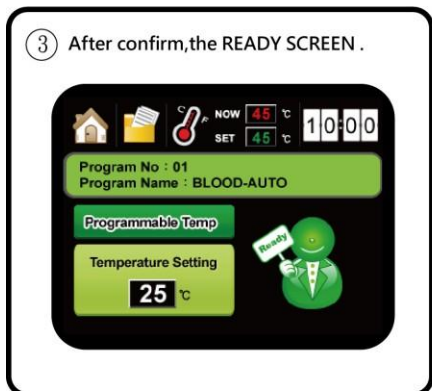 ③ After confirm,the READY SCREEN .
C F NOW 45 ℃ 10:00
SET 45 ℃
Program No : 01
Program Name : BLOOD-AUTO
Programmable Temp
Ready
Temperature Setting
25 ℃